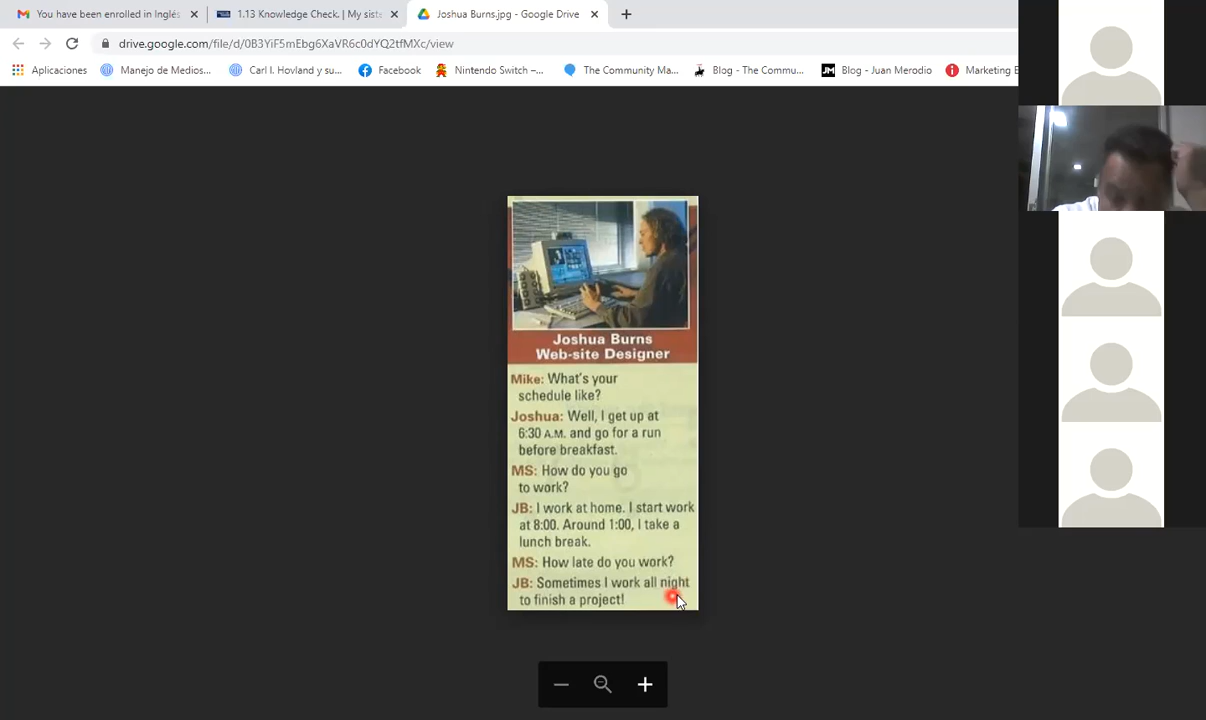 You have been enrolled in Inglés
1.13 Knowledge Check. | My sist
Joshua Burns.jpg - Google Drive
drive.google.com/file/d/0B3YiF5mEbg6XaVR6c0dYQ2tfMXc/view
Aplicaciones
Manejo de Medios...
Carl I. Hovland y su...
Facebook
Nintendo Switch –...
The Community Ma...
Blog - The Commu...
JM
Blog - Juan Merodio
Marketing E
Joshua Burns
Web-site Designer
Mike: What's your
schedule like?
Joshua: Well, I get up at
6:30 A.M. and go for a run
before breakfast.
MS: How do you go
to work?
JB: I work at home. I start work
at 8:00. Around 1:00, I take a
lunch break.
MS: How late do you work?
JB: Sometimes I work all night
to finish a project!